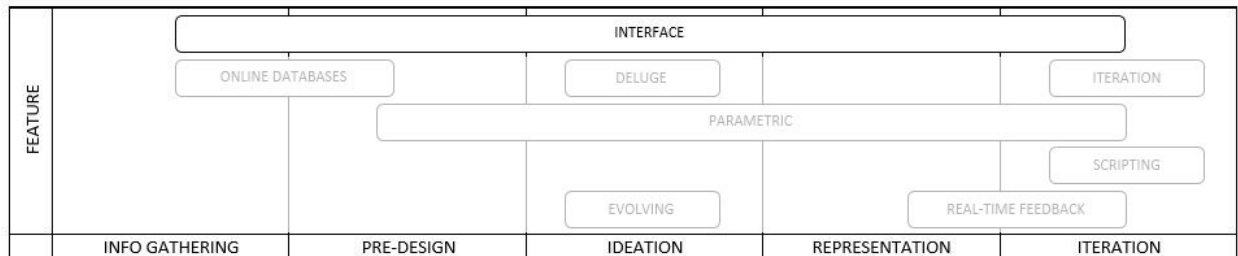 INTERFACE
ONLINE DATABASES
DELUGE
ITERATION
FEATURE
PARAMETRIC
SCRIPTING
EVOLVING
REAL-TIME FEEDBACK
INFO GATHERING
PRE-DESIGN
IDEATION
REPRESENTATION
ITERATION